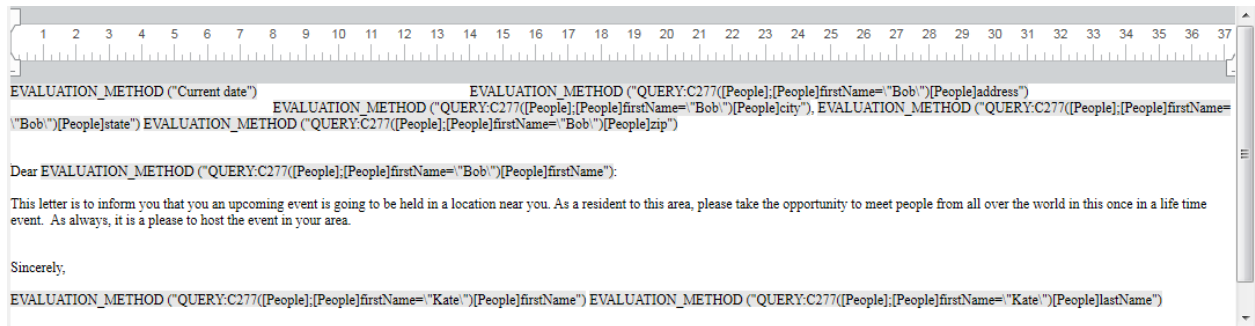 1 2 3 4 5 6 7 8 9 10 11 12 13 14 15 16 17 18 19 20 21 22 23 24 25 26 27 28 29 30 31 32 33 34 35 36 37
EVALUATION_METHOD ("Current date") EVALUATION_METHOD ("QUERY:C277([People];[People]firstName=\"Bob\")[People]address")
EVALUATION_METHOD ("QUERY:C277([People];[People]firstName=\"Bob\")[People]city"), EVALUATION_METHOD ("QUERY:C277([People];[People]firstName=
\"Bob\")[People]state") EVALUATION_METHOD ("QUERY:C277([People];[People]firstName=\"Bob\")[People]zip")
Dear EVALUATION_METHOD ("QUERY:C277([People];[People]firstName=\"Bob\")[People]firstName"):
This letter is to inform you that you an upcoming event is going to be held in a location near you. As a resident to this area, please take the opportunity to meet people from all over the world in this once in a life time
event. As always, it is a please to host the event in your area.
Sincerely,
EVALUATION_METHOD ("QUERY:C277([People];[People]firstName=\"Kate\")[People]firstName") EVALUATION_METHOD ("QUERY:C277([People];[People]firstName=\"Kate\")[People]lastName")